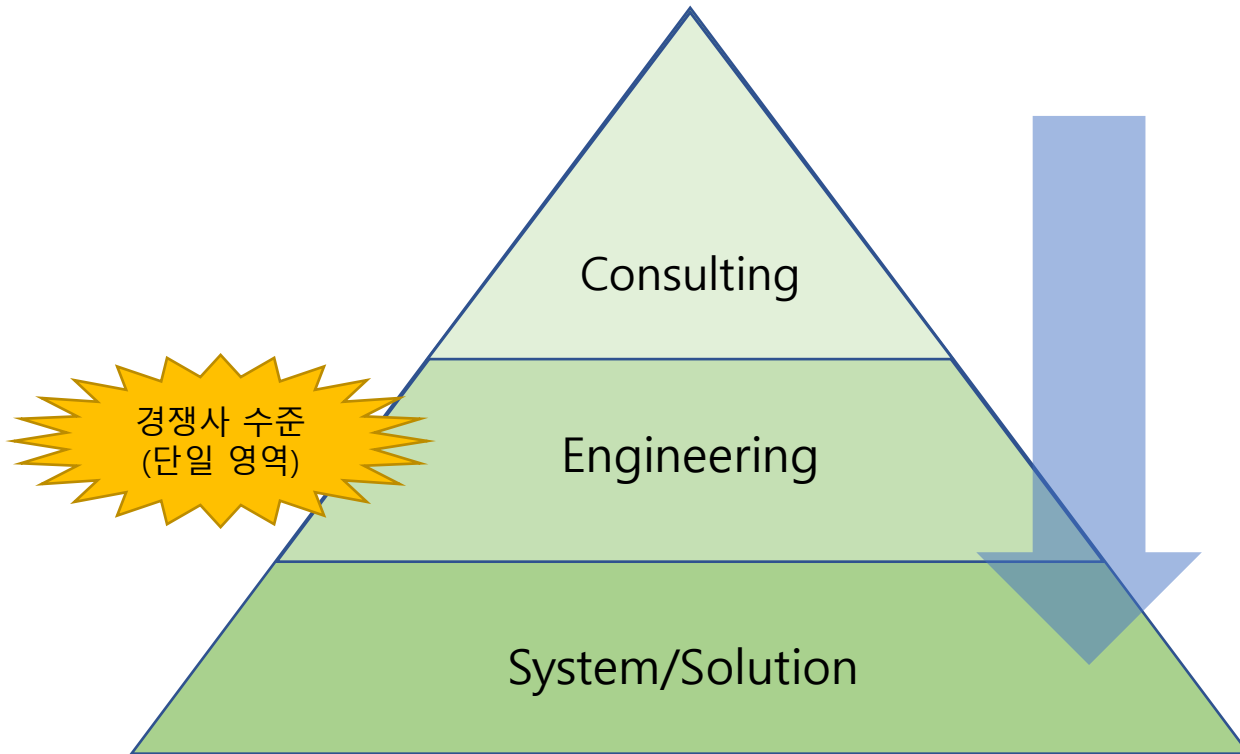 Consulting
경쟁사 수준
(단일 영역)
Engineering
System/Solution